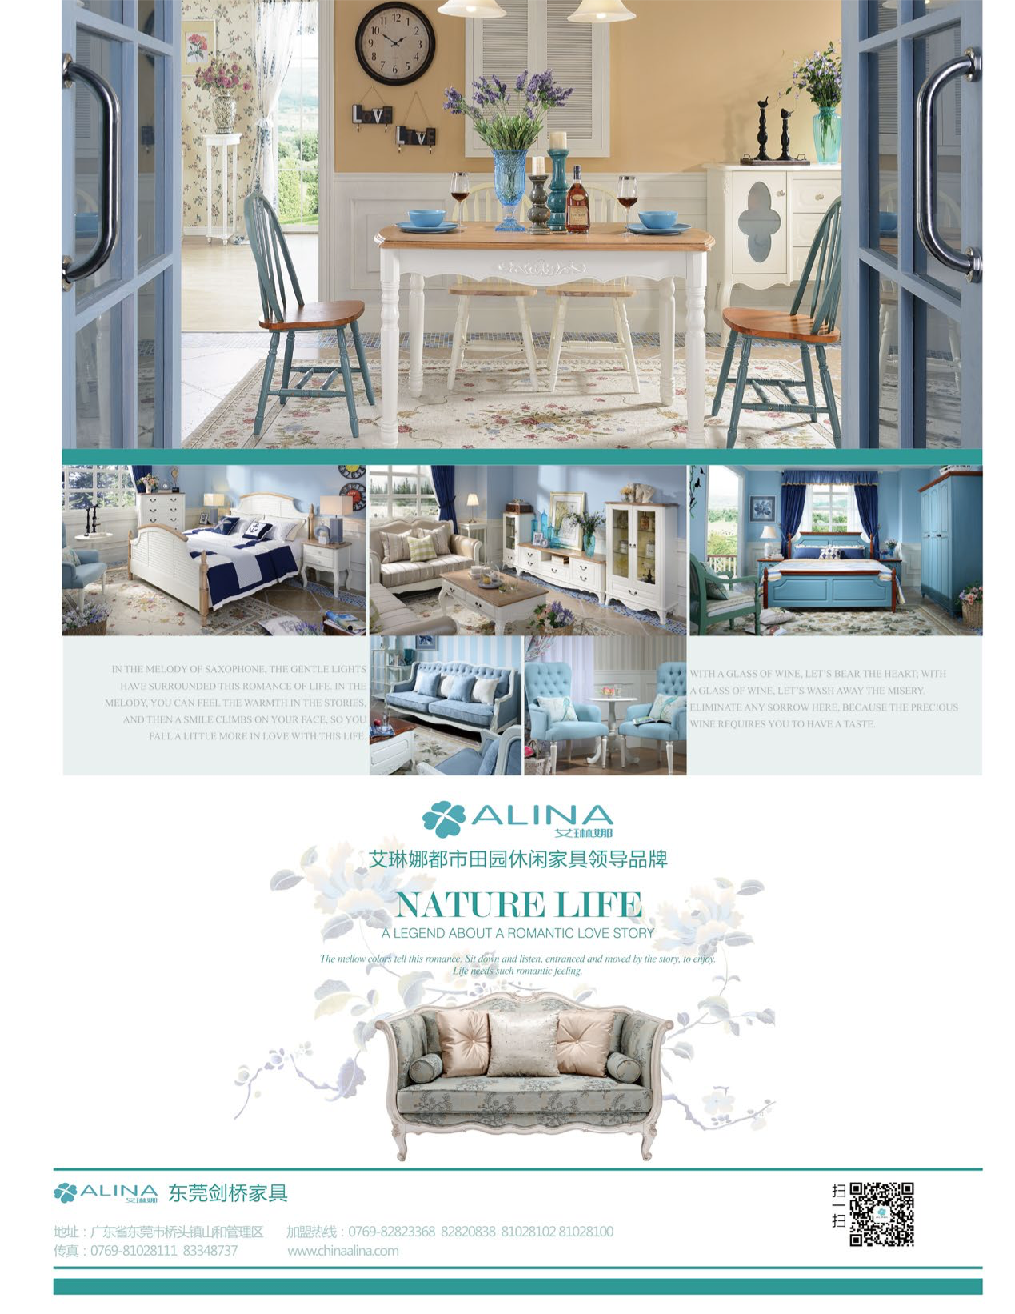 LOVE
LOVE
IN THE MELODY OF SAXOPHONE, THE GENTLE LIGHTS
HAVE SURROUNDED THIS ROMANCE OF LIFE. IN THE
MELODY, YOU CAN FEEL THE WARMTH IN THE STORIES,
AND THEN A SMILE CLIMBS ON YOUR FACE, SO YOU
FALL A LITTLE MORE IN LOVE WITH THIS LIFE.
WITH A GLASS OF WINE, LET'S BEAR THE HEART; WITH
A GLASS OF WINE, LET'S WASH AWAY THE MISERY.
ELIMINATE ANY SORROW HERE, BECAUSE THE PRECIOUS
WINE REQUIRES YOU TO HAVE A TASTE.
ALINA
艾琳娜
艾琳娜都市田园休闲家具领导品牌
NATURE LIFE
A LEGEND ABOUT A ROMANTIC LOVE STORY
The mellow colors tell this romance. Sit down and listen, entranced and moved by the story, to enjoy.
Life needs such romantic feeling.
ALINA 艾琳娜 东莞剑桥家具
扫一扫
地址：广东省东莞市桥头镇山和管理区 加盟热线：0769-82823368 82820838 81028102 81028100
传真：0769-81028111 83348737 www.chinaalina.com